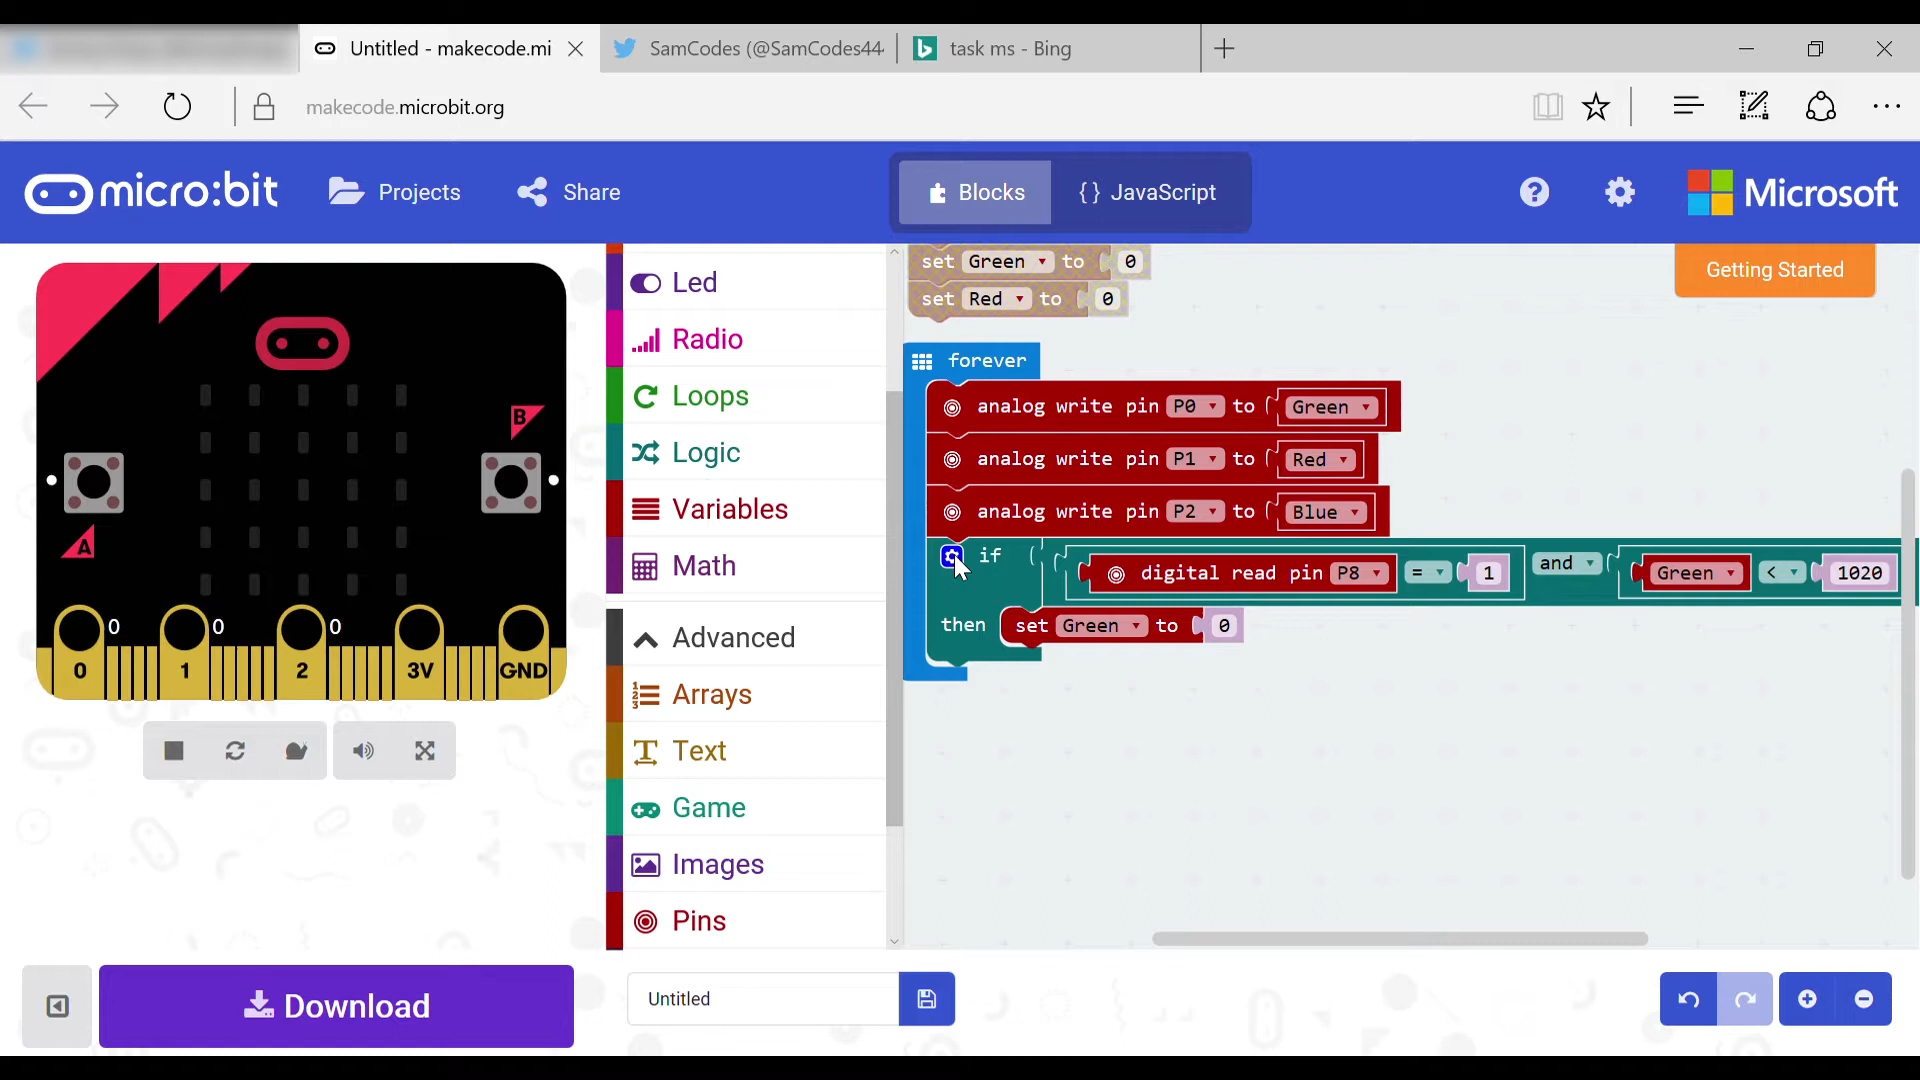 Untitled - makecode.mi
SamCodes (@SamCodes44
task ms - Bing
makecode.microbit.org
micro:bit
Projects
Share
Blocks
{} JavaScript
Microsoft
Getting Started
B
A
0
0
0
0
1
2
3V
GND
Download
Led
Radio
Loops
Logic
Variables
Math
Advanced
Arrays
Text
Game
Images
Pins
Untitled
set Green to 0
set Red to 0
forever
analog write pin P0 to Green
analog write pin P1 to Red
analog write pin P2 to Blue
if digital read pin P8 = 1 and Green < 1020
then set Green to 0